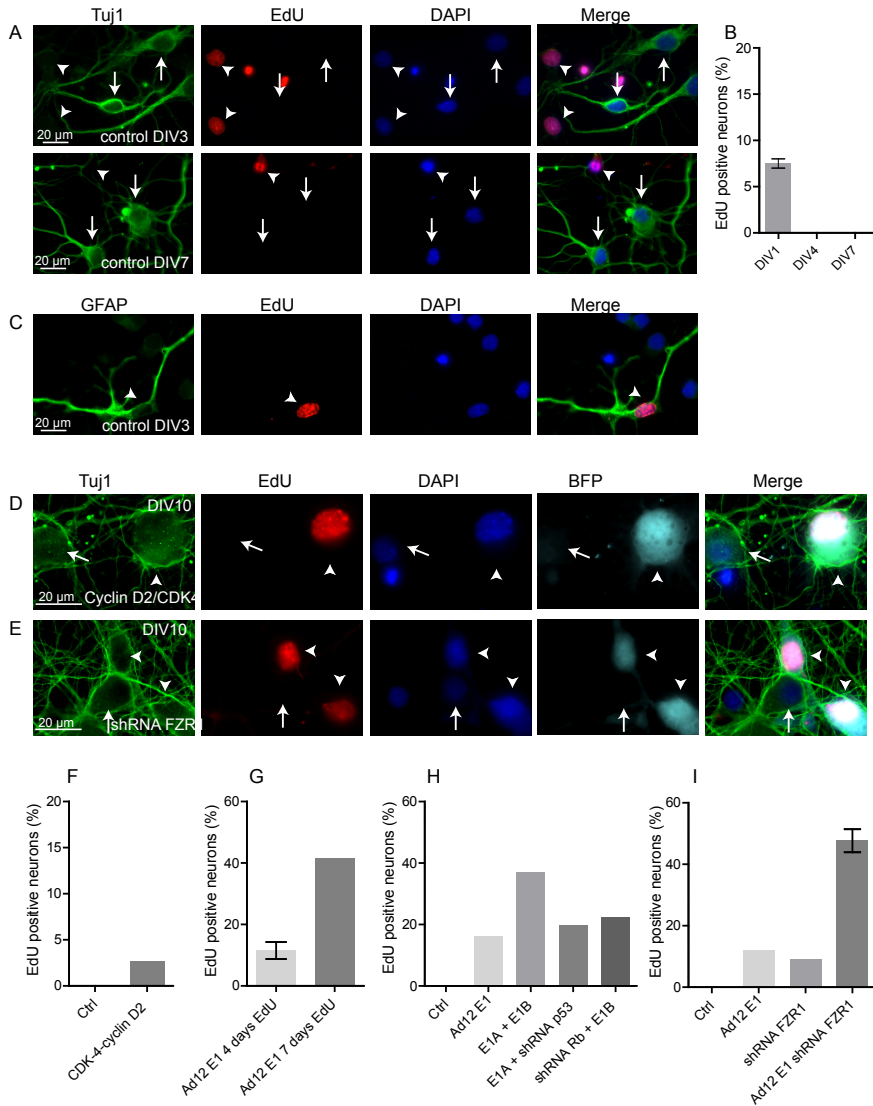 A
Tuj1 EdU DAPI Merge
20 µm control DIV3
20 µm control DIV7
B
EdU positive neurons (%)
20
15
10
5
0
DIV1 DIV4 DIV7
C
GFAP EdU DAPI Merge
20 µm control DIV3
Tuj1 EdU DAPI BFP Merge
D
DIV10
20 µm Cyclin D2/CDK4
E
DIV10
20 µm shRNA FZR1
F
EdU positive neurons (%)
20
15
10
5
0
Ctrl CDK-4-cyclin D2
G
EdU positive neurons (%)
60
40
20
0
Ad12 E1 4 days EdU Ad12 E1 7 days EdU
H
EdU positive neurons (%)
60
40
20
0
Ctrl Ad12 E1 E1A + E1B E1A + shRNA p53 shRNA Rb + E1B
I
EdU positive neurons (%)
60
40
20
0
Ctrl Ad12 E1 shRNA FZR1 Ad12 E1 shRNA FZR1